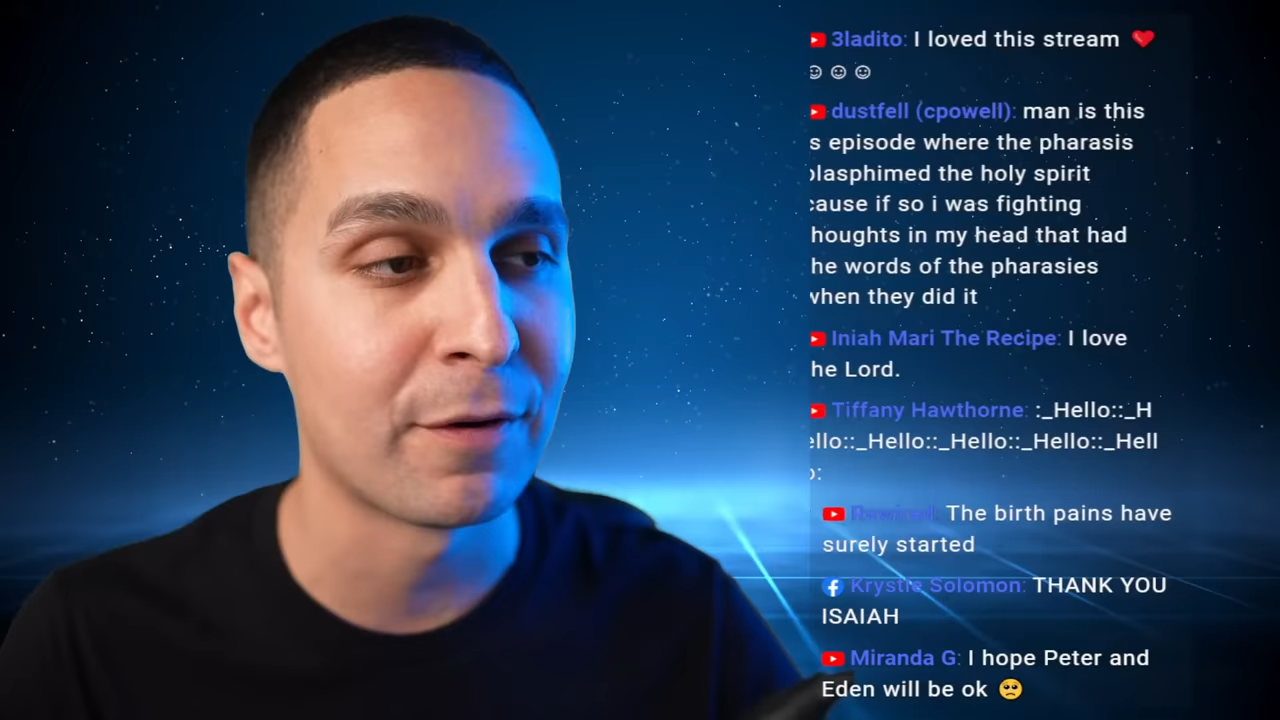 3ladito: I loved this stream ❤️
☺ ☺ ☺
dustfell (cpowell): man is this
s episode where the pharasis
blasphimed the holy spirit
cause if so i was fighting
houghts in my head that had
he words of the pharasies
when they did it
Iniah Mari The Recipe: I love
he Lord.
Tiffany Hawthorne: :_Hello::_H
ello::_Hello::_Hello::_Hello::_Hell
o:
The birth pains have
surely started
Krystle Solomon: THANK YOU
ISAIAH
Miranda G: I hope Peter and
Eden will be ok 🥺